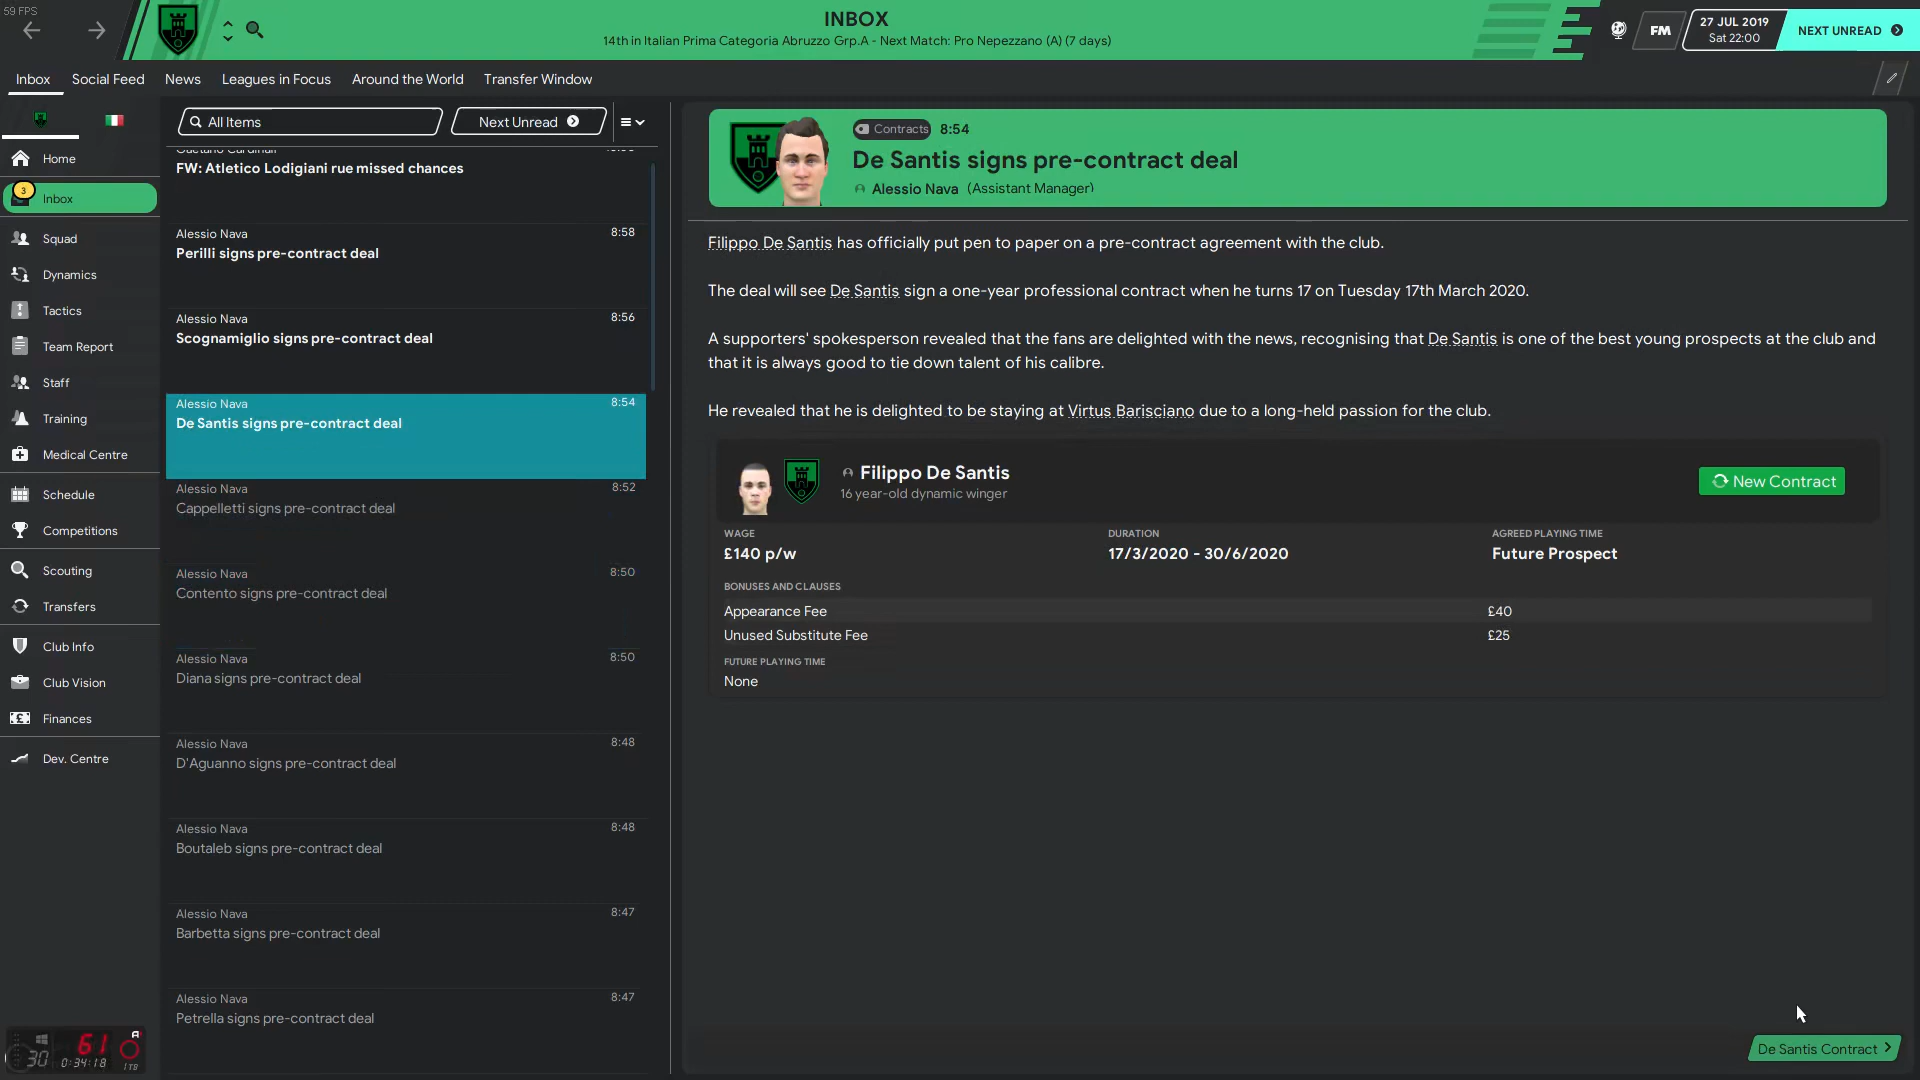 59 FPS
INBOX
14th in Italian Prima Categoria Abruzzo Grp.A - Next Match: Pro Nepezzano (A) (7 days)
FM
27 JUL 2019
Sat 22:00
NEXT UNREAD
Inbox
Social Feed
News
Leagues in Focus
Around the World
Transfer Window
All Items
Next Unread
Home
3
Inbox
Squad
Dynamics
Tactics
Team Report
Staff
Training
Medical Centre
Schedule
Competitions
Scouting
Transfers
Club Info
Club Vision
Finances
Dev. Centre
FW: Atletico Lodigiani rue missed chances
Alessio Nava 8:58
Perilli signs pre-contract deal
Alessio Nava 8:56
Scognamiglio signs pre-contract deal
Alessio Nava 8:54
De Santis signs pre-contract deal
Alessio Nava 8:52
Cappelletti signs pre-contract deal
Alessio Nava 8:50
Contento signs pre-contract deal
Alessio Nava 8:50
Diana signs pre-contract deal
Alessio Nava 8:48
D'Aguanno signs pre-contract deal
Alessio Nava 8:48
Boutaleb signs pre-contract deal
Alessio Nava 8:47
Barbetta signs pre-contract deal
Alessio Nava 8:47
Petrella signs pre-contract deal
Contracts 8:54
De Santis signs pre-contract deal
Alessio Nava (Assistant Manager)
Filippo De Santis has officially put pen to paper on a pre-contract agreement with the club.
The deal will see De Santis sign a one-year professional contract when he turns 17 on Tuesday 17th March 2020.
A supporters' spokesperson revealed that the fans are delighted with the news, recognising that De Santis is one of the best young prospects at the club and
that it is always good to tie down talent of his calibre.
He revealed that he is delighted to be staying at Virtus Barisciano due to a long-held passion for the club.
Filippo De Santis
16 year-old dynamic winger
New Contract
WAGE
£140 p/w
DURATION
17/3/2020 - 30/6/2020
AGREED PLAYING TIME
Future Prospect
BONUSES AND CLAUSES
Appearance Fee £40
Unused Substitute Fee £25
FUTURE PLAYING TIME
None
De Santis Contract
30
61
0:34:18
A
1TB